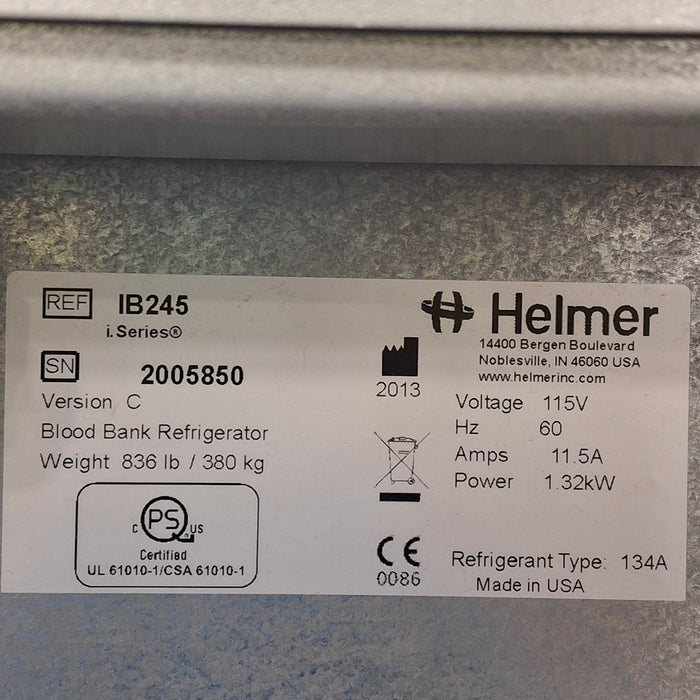 REF IB245
i.Series®
SN 2005850
Version C
Blood Bank Refrigerator
Weight 836 lb / 380 kg
C PS US
Certified
UL 61010-1/CSA 61010-1
2013
CE
0086
Helmer
14400 Bergen Boulevard
Noblesville, IN 46060 USA
www.helmerinc.com
Voltage 115V
Hz 60
Amps 11.5A
Power 1.32kW
Refrigerant Type: 134A
Made in USA